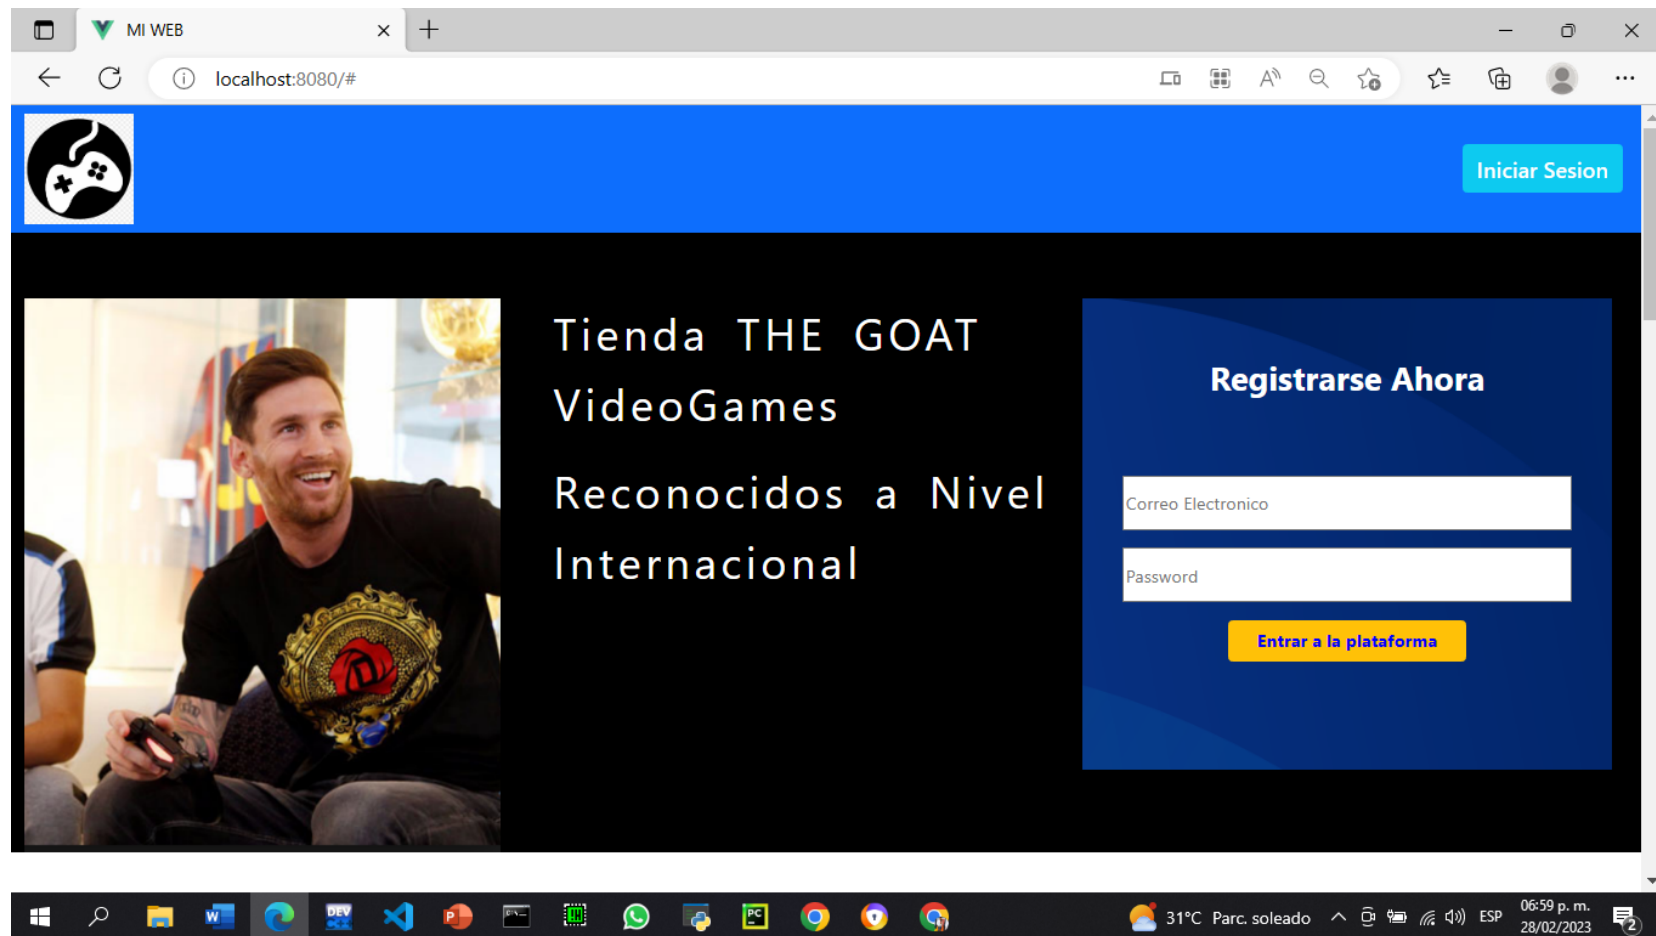 MI WEB
localhost:8080/#
Iniciar Sesion
Tienda THE GOAT
VideoGames
Reconocidos a Nivel
Internacional
Registrarse Ahora
Correo Electronico
Password
Entrar a la plataforma
31°C Parc. soleado
ESP
06:59 p. m.
28/02/2023
2